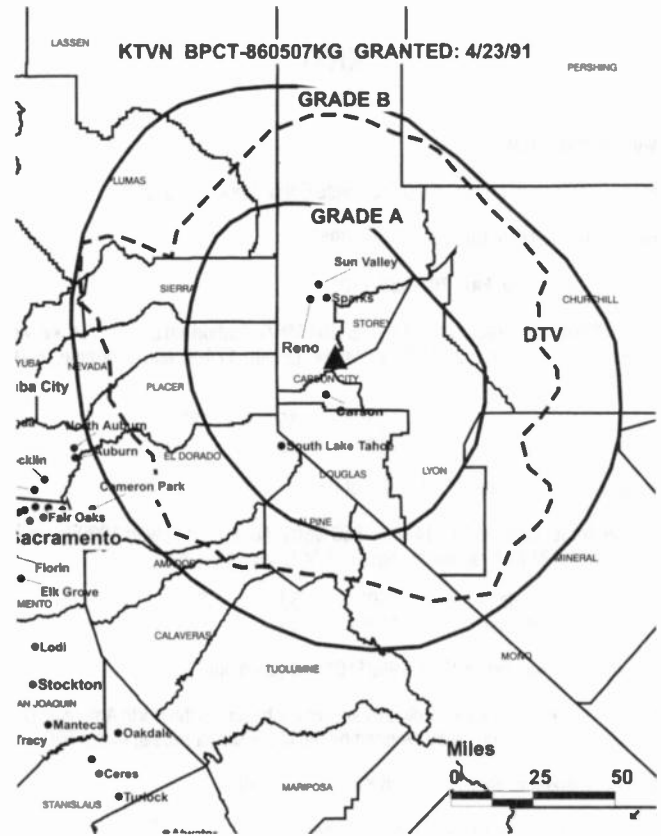 LASSEN
KTVN BPCT-860507KG GRANTED: 4/23/91
PERSHING
GRADE B
LUMAS
GRADE A
Sun Valley
SIERRA
Sparks
CHURCHILL
STOREY
DTV
Reno
YUBA
NEVADA
CARSON CITY
uba City
PLACER
Carson
North Auburn
Auburn
South Lake Tahoe
EL DORADO
ocklin
DOUGLAS
LYON
Cameron Park
Fair Oaks
ALPINE
Sacramento
MINERAL
Florin
AMADOR
Elk Grove
MENTO
CALAVERAS
Lodi
MONO
TUOLUMNE
Stockton
AN JOAQUIN
Manteca
Oakdale
Tracy
Miles
Ceres
0 25 50
MARIPOSA
STANISLAUS
Turlock
Atwater